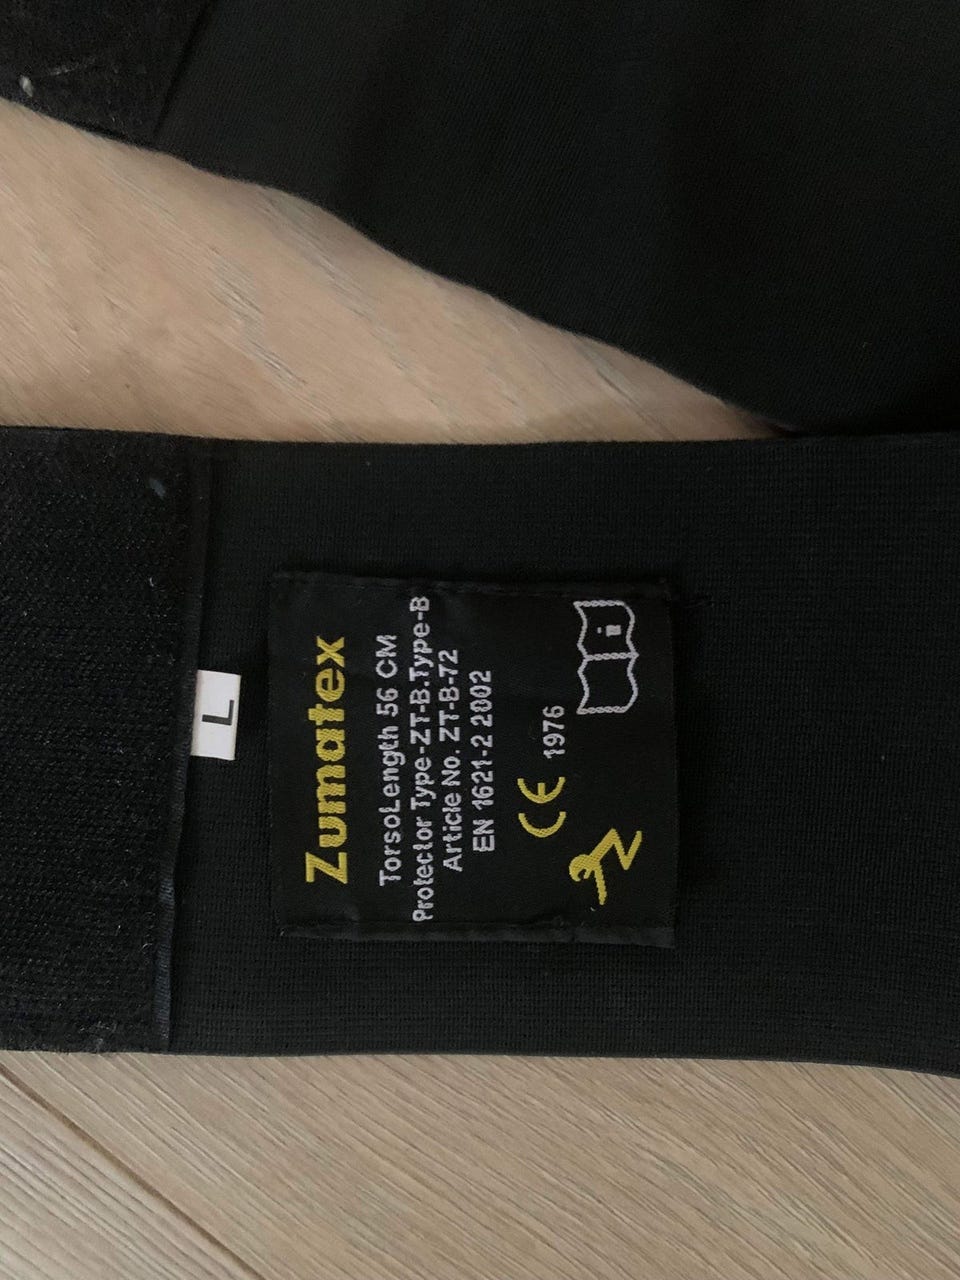 L
Zumatex
TorsoLength 56 CM
Protector Type-ZT-B.Type-B
Article No. ZT-B-72
EN 1621-2 2002
CE 1976
i